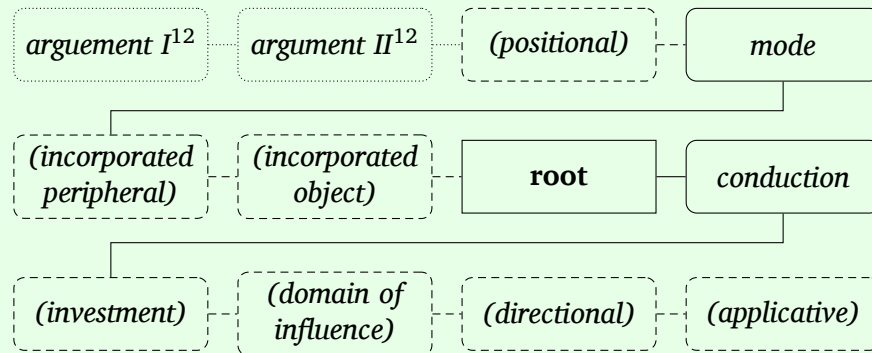 arguement I¹² argument II¹² (positional) mode
(incorporated peripheral) (incorporated object) root conduction
(investment) (domain of influence) (directional) (applicative)